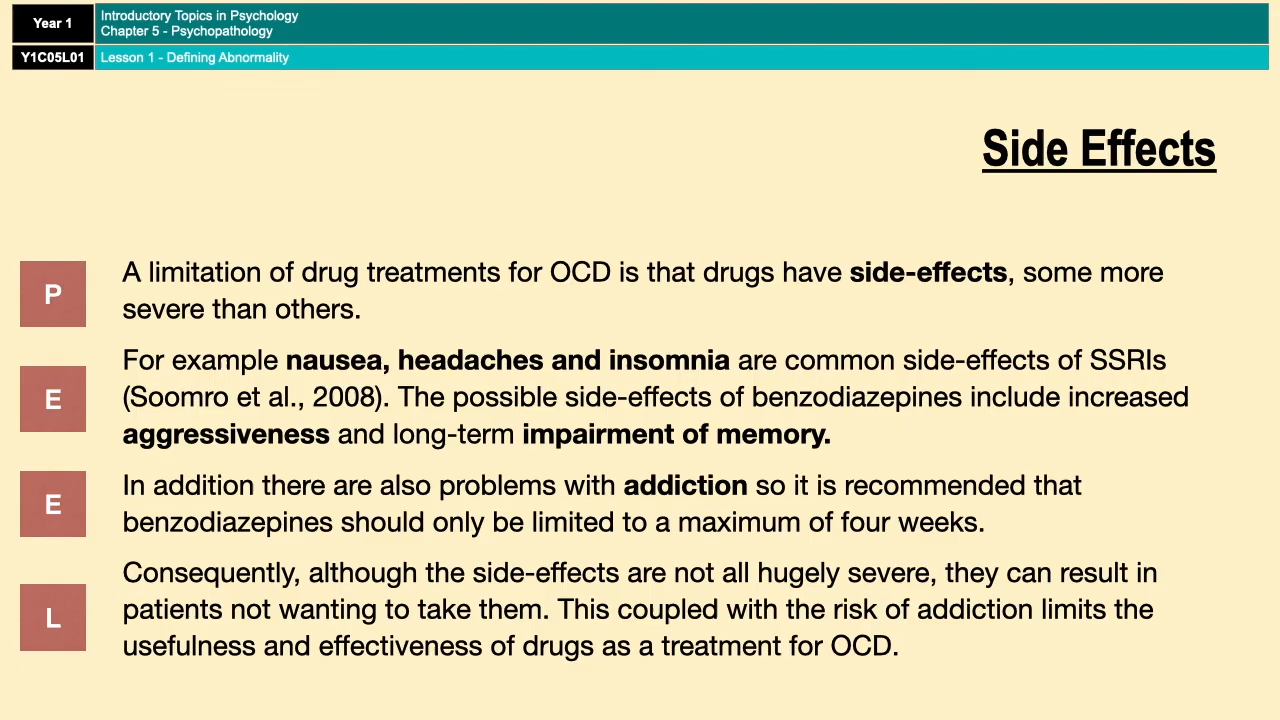 Year 1
Introductory Topics in Psychology
Chapter 5 - Psychopathology
Y1C05L01
Lesson 1 - Defining Abnormality
Side Effects
P
A limitation of drug treatments for OCD is that drugs have side-effects, some more
severe than others.
E
For example nausea, headaches and insomnia are common side-effects of SSRIs
(Soomro et al., 2008). The possible side-effects of benzodiazepines include increased
aggressiveness and long-term impairment of memory.
E
In addition there are also problems with addiction so it is recommended that
benzodiazepines should only be limited to a maximum of four weeks.
L
Consequently, although the side-effects are not all hugely severe, they can result in
patients not wanting to take them. This coupled with the risk of addiction limits the
usefulness and effectiveness of drugs as a treatment for OCD.